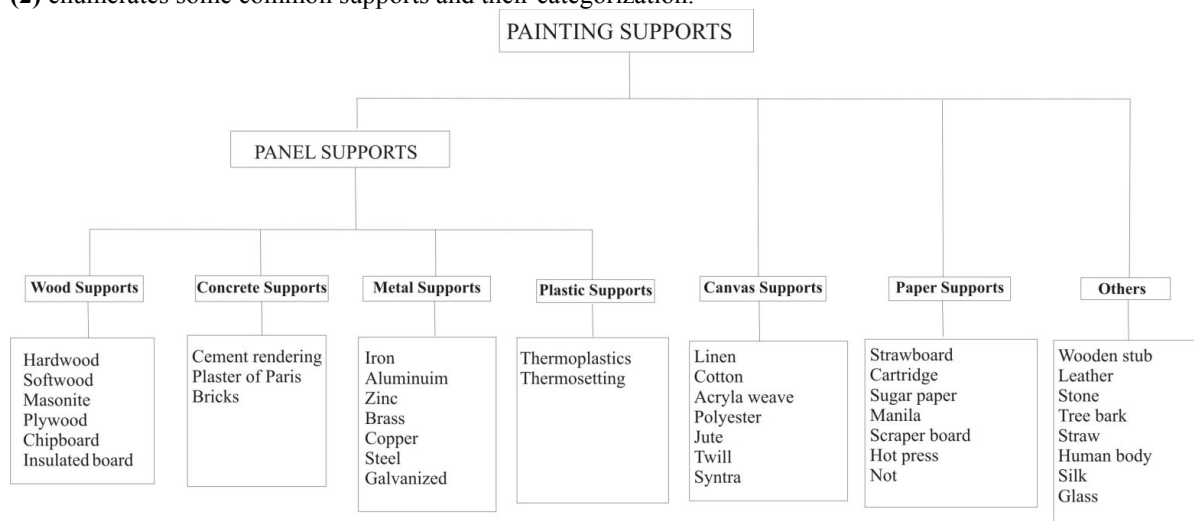 (2) enumerates some common supports and their categorization.
PAINTING SUPPORTS
PANEL SUPPORTS
Wood Supports
Hardwood
Softwood
Masonite
Plywood
Chipboard
Insulated board
Concrete Supports
Cement rendering
Plaster of Paris
Bricks
Metal Supports
Iron
Aluminuim
Zinc
Brass
Copper
Steel
Galvanized
Plastic Supports
Thermoplastics
Thermosetting
Canvas Supports
Linen
Cotton
Acryla weave
Polyester
Jute
Twill
Syntra
Paper Supports
Strawboard
Cartridge
Sugar paper
Manila
Scraper board
Hot press
Not
Others
Wooden stub
Leather
Stone
Tree bark
Straw
Human body
Silk
Glass